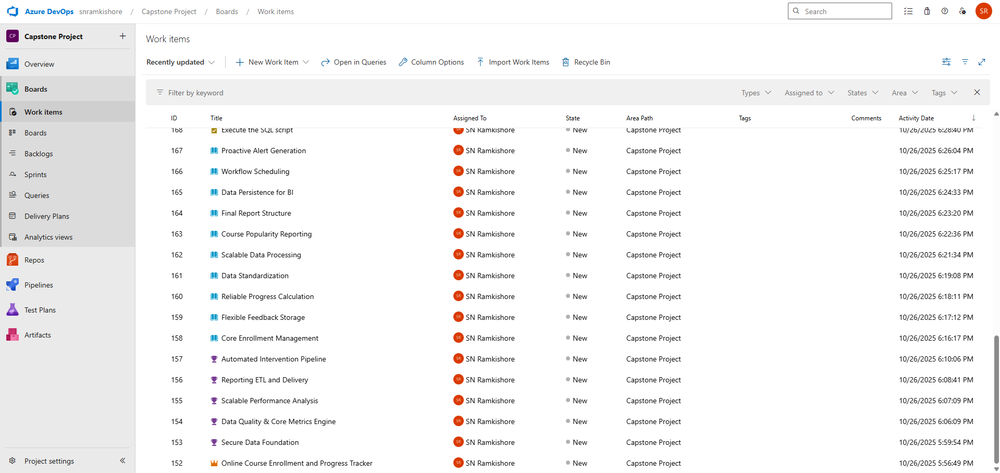 Azure DevOps snramkishore / Capstone Project / Boards / Work items Search SR
CP Capstone Project
Work items
Recently updated New Work Item Open in Queries Column Options Import Work Items Recycle Bin
Overview
Boards
Work items
Boards
Backlogs
Sprints
Queries
Delivery Plans
Analytics views
Repos
Pipelines
Test Plans
Artifacts
Project settings
Filter by keyword Types Assigned to States Area Tags
ID Title Assigned To State Area Path Tags Comments Activity Date
168 Execute the SQL script SR SN Ramkishore New Capstone Project 10/26/2025 6:28:40 PM
167 Proactive Alert Generation SR SN Ramkishore New Capstone Project 10/26/2025 6:26:04 PM
166 Workflow Scheduling SR SN Ramkishore New Capstone Project 10/26/2025 6:25:17 PM
165 Data Persistence for BI SR SN Ramkishore New Capstone Project 10/26/2025 6:24:33 PM
164 Final Report Structure SR SN Ramkishore New Capstone Project 10/26/2025 6:23:20 PM
163 Course Popularity Reporting SR SN Ramkishore New Capstone Project 10/26/2025 6:22:36 PM
162 Scalable Data Processing SR SN Ramkishore New Capstone Project 10/26/2025 6:21:34 PM
161 Data Standardization SR SN Ramkishore New Capstone Project 10/26/2025 6:19:08 PM
160 Reliable Progress Calculation SR SN Ramkishore New Capstone Project 10/26/2025 6:18:11 PM
159 Flexible Feedback Storage SR SN Ramkishore New Capstone Project 10/26/2025 6:17:12 PM
158 Core Enrollment Management SR SN Ramkishore New Capstone Project 10/26/2025 6:16:17 PM
157 Automated Intervention Pipeline SR SN Ramkishore New Capstone Project 10/26/2025 6:10:06 PM
156 Reporting ETL and Delivery SR SN Ramkishore New Capstone Project 10/26/2025 6:08:41 PM
155 Scalable Performance Analysis SR SN Ramkishore New Capstone Project 10/26/2025 6:07:09 PM
154 Data Quality & Core Metrics Engine SR SN Ramkishore New Capstone Project 10/26/2025 6:06:09 PM
153 Secure Data Foundation SR SN Ramkishore New Capstone Project 10/26/2025 5:59:54 PM
152 Online Course Enrollment and Progress Tracker SR SN Ramkishore New Capstone Project 10/26/2025 5:56:49 PM